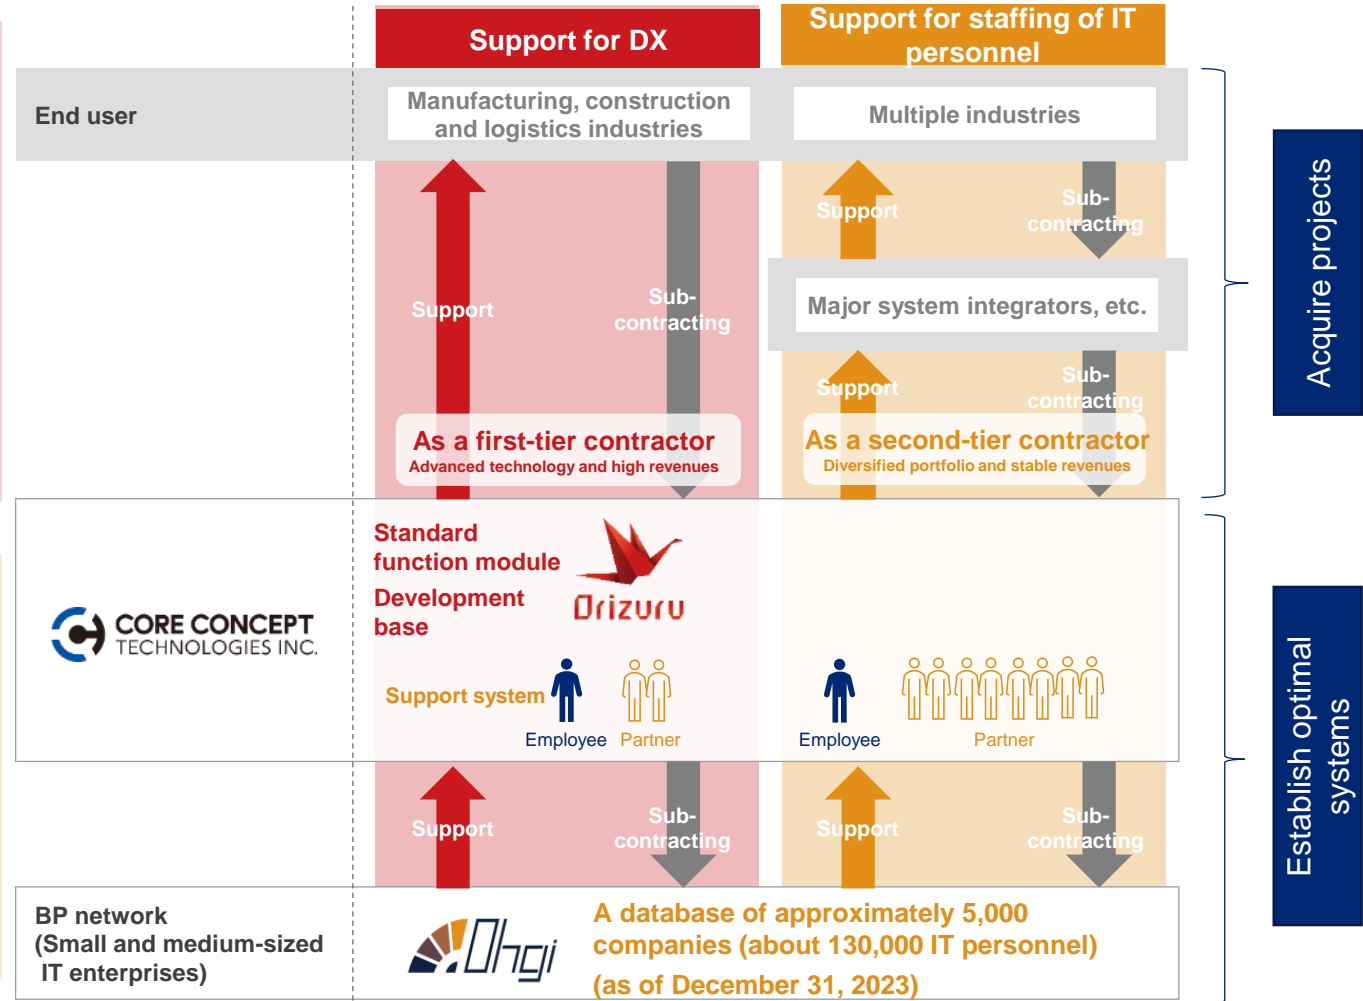 Support for DX
Support for staffing of IT
personnel
End user
Manufacturing, construction
and logistics industries
Multiple industries
Support
Sub-
contracting
Support
Sub-
contracting
Major system integrators, etc.
Support
Sub-
contracting
As a first-tier contractor
Advanced technology and high revenues
As a second-tier contractor
Diversified portfolio and stable revenues
Acquire projects
CORE CONCEPT
TECHNOLOGIES INC.
Standard
function module
Development
base
Orizuru
Support system
Employee
Partner
Employee
Partner
Support
Sub-
contracting
Support
Sub-
contracting
Establish optimal
systems
BP network
(Small and medium-sized
IT enterprises)
Ohgi
A database of approximately 5,000
companies (about 130,000 IT personnel)
(as of December 31, 2023)